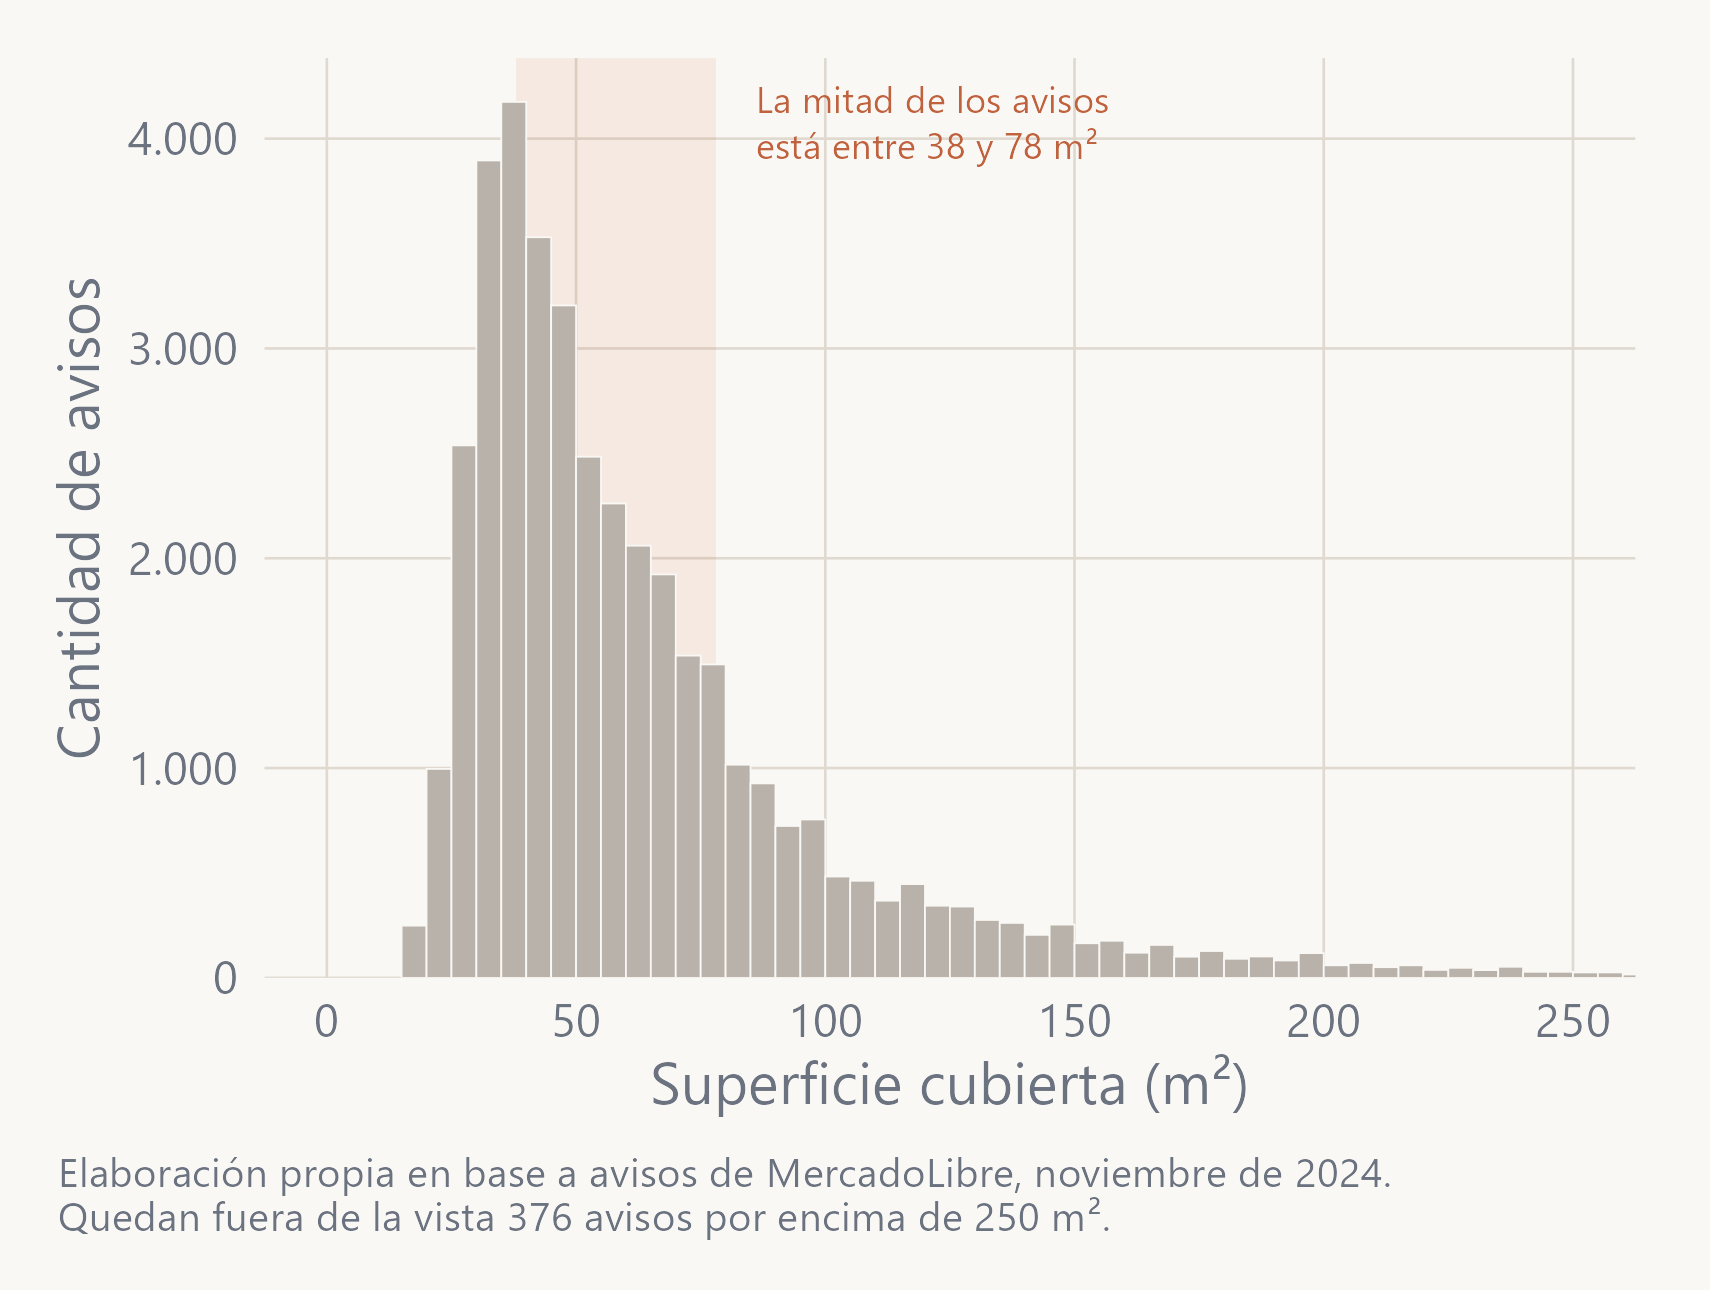 La mitad de los avisos
está entre 38 y 78 m²
Cantidad de avisos
4.000
3.000
2.000
1.000
0
0 50 100 150 200 250
Superficie cubierta (m²)
Elaboración propia en base a avisos de MercadoLibre, noviembre de 2024.
Quedan fuera de la vista 376 avisos por encima de 250 m².